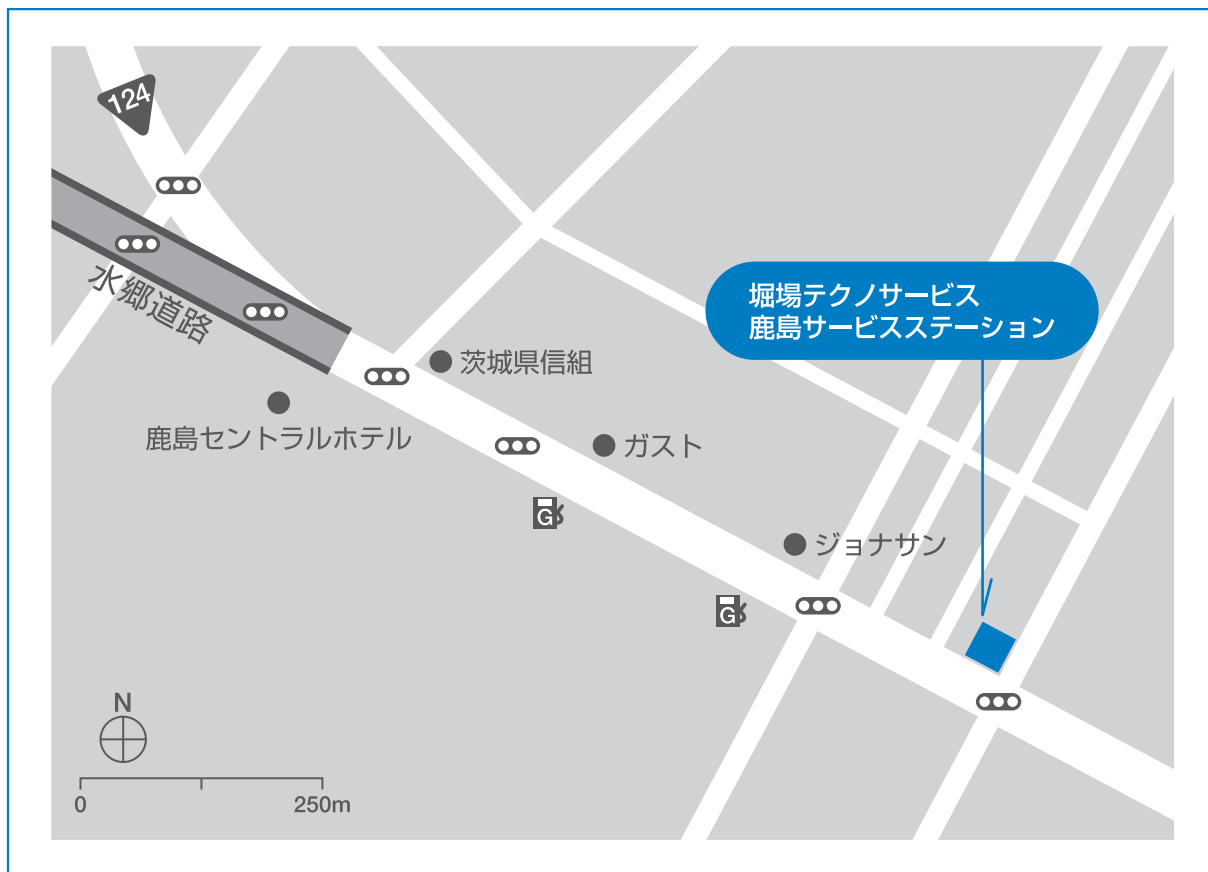 124
水郷道路
堀場テクノサービス
鹿島サービスステーション
茨城県信組
鹿島セントラルホテル
ガスト
G
ジョナサン
G
N
0
250m